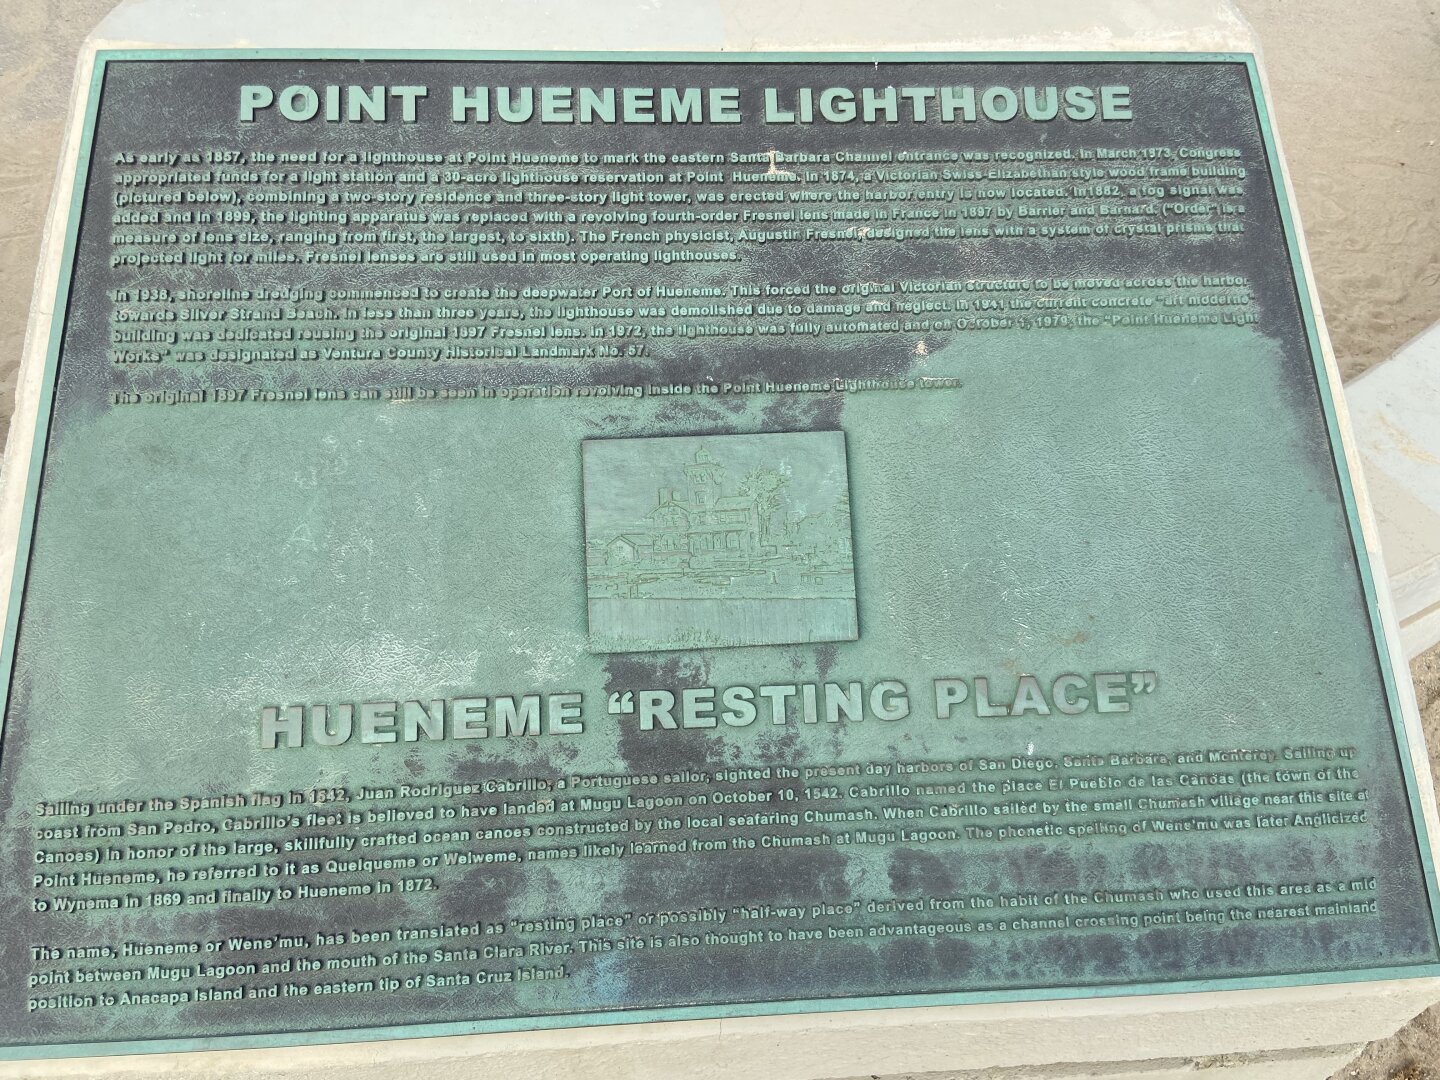 POINT HUENEME LIGHTHOUSE
As early as 1857, the need for a lighthouse at Point Hueneme to mark the eastern Santa Barbara Channel entrance was recognized. In March 1973, Congress
appropriated funds for a light station and a 30-acre lighthouse reservation at Point Hueneme. In 1874, a Victorian Swiss-Elizabethan style wood frame building
(pictured below), combining a two-story residence and three-story light tower, was erected where the harbor entry is now located. In 1882, a fog signal was
added and in 1899, the lighting apparatus was replaced with a revolving fourth-order Fresnel lens made in France in 1897 by Barrier and Barnard. ("Order" is a
measure of lens size, ranging from first, the largest, to sixth). The French physicist, Augustin Fresnel designed the lens with a system of crystal prisms that
projected light for miles. Fresnel lenses are still used in most operating lighthouses.
In 1938, shoreline dredging commenced to create the deepwater Port of Hueneme. This forced the original Victorian structure to be moved across the harbor
towards Silver Strand Beach. In less than three years, the lighthouse was demolished due to damage and neglect. In 1941 the current concrete "art moderne"
building was dedicated reusing the original 1897 Fresnel lens. In 1972, the lighthouse was fully automated and on October 1, 1979, the "Point Hueneme Light
Works" was designated as Ventura County Historical Landmark No. 57.
The original 1897 Fresnel lens can still be seen in operation revolving inside the Point Hueneme Lighthouse tower.
HUENEME "RESTING PLACE"
Sailing under the Spanish flag in 1542, Juan Rodriguez Cabrillo, a Portuguese sailor, sighted the present day harbors of San Diego, Santa Barbara, and Monterey. Sailing up
coast from San Pedro, Cabrillo's fleet is believed to have landed at Mugu Lagoon on October 10, 1542. Cabrillo named the place El Pueblo de las Canoas (the town of the
Canoes) in honor of the large, skillfully crafted ocean canoes constructed by the local seafaring Chumash. When Cabrillo sailed by the small Chumash village near this site at
Point Hueneme, he referred to it as Quelqueme or Welweme, names likely learned from the Chumash at Mugu Lagoon. The phonetic spelling of Wene'mu was later Anglicized
to Wynema in 1869 and finally to Hueneme in 1872.
The name, Hueneme or Wene'mu, has been translated as "resting place" or possibly "half-way place" derived from the habit of the Chumash who used this area as a mid
point between Mugu Lagoon and the mouth of the Santa Clara River. This site is also thought to have been advantageous as a channel crossing point being the nearest mainland
position to Anacapa Island and the eastern tip of Santa Cruz Island.